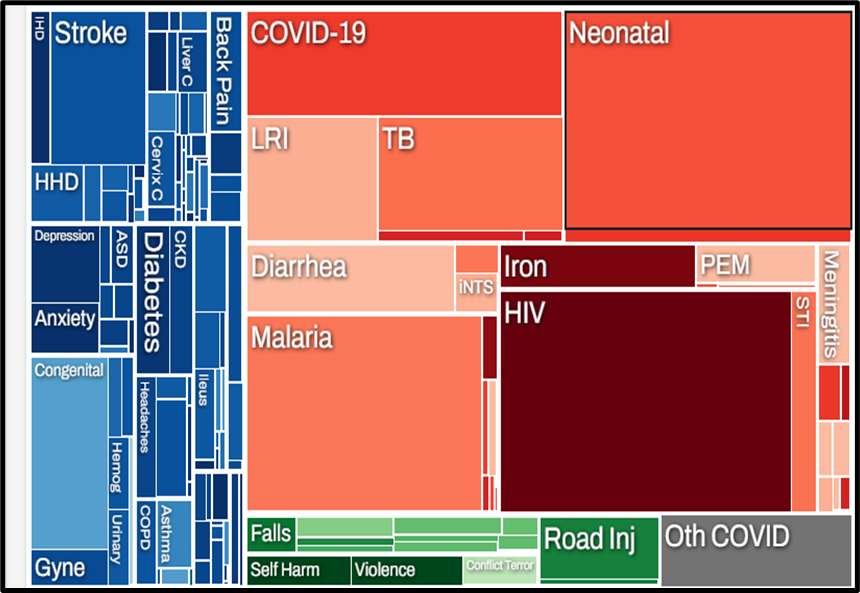 IHD
Stroke
Liver C
Back Pain
Cervix C
HHD
COVID-19
Neonatal
LRI
TB
Depression
ASD
Diabetes
CKD
Anxiety
Congenital
Headaches
Ileus
Hemog
Urinary
COPD
Asthma
Gyne
Diarrhea
iNTS
Iron
PEM
Meningitis
Malaria
HIV
STI
Falls
Road Inj
Oth COVID
Self Harm
Violence
Conflict Terror